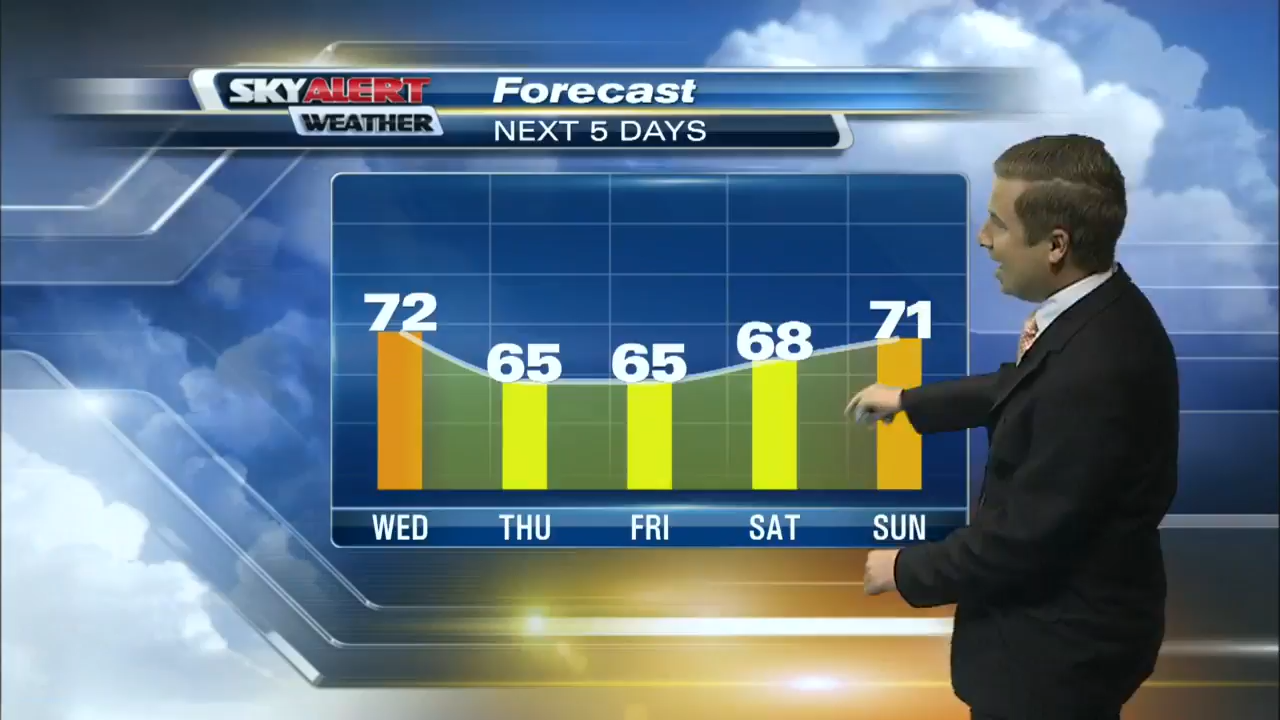 SKYALERT
WEATHER
Forecast
NEXT 5 DAYS
72 65 65 68 71
WED THU FRI SAT SUN